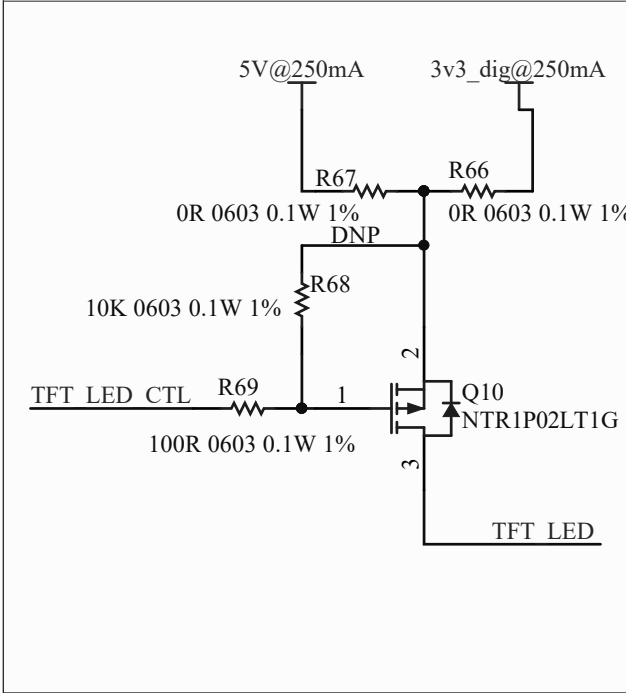 5V@250mA
3v3_dig@250mA
R67
R66
0R 0603 0.1W 1%
0R 0603 0.1W 1%
DNP
R68
10K 0603 0.1W 1%
2
TFT_LED_CTL
R69
1
Q10
NTR1P02LT1G
100R 0603 0.1W 1%
3
TFT_LED